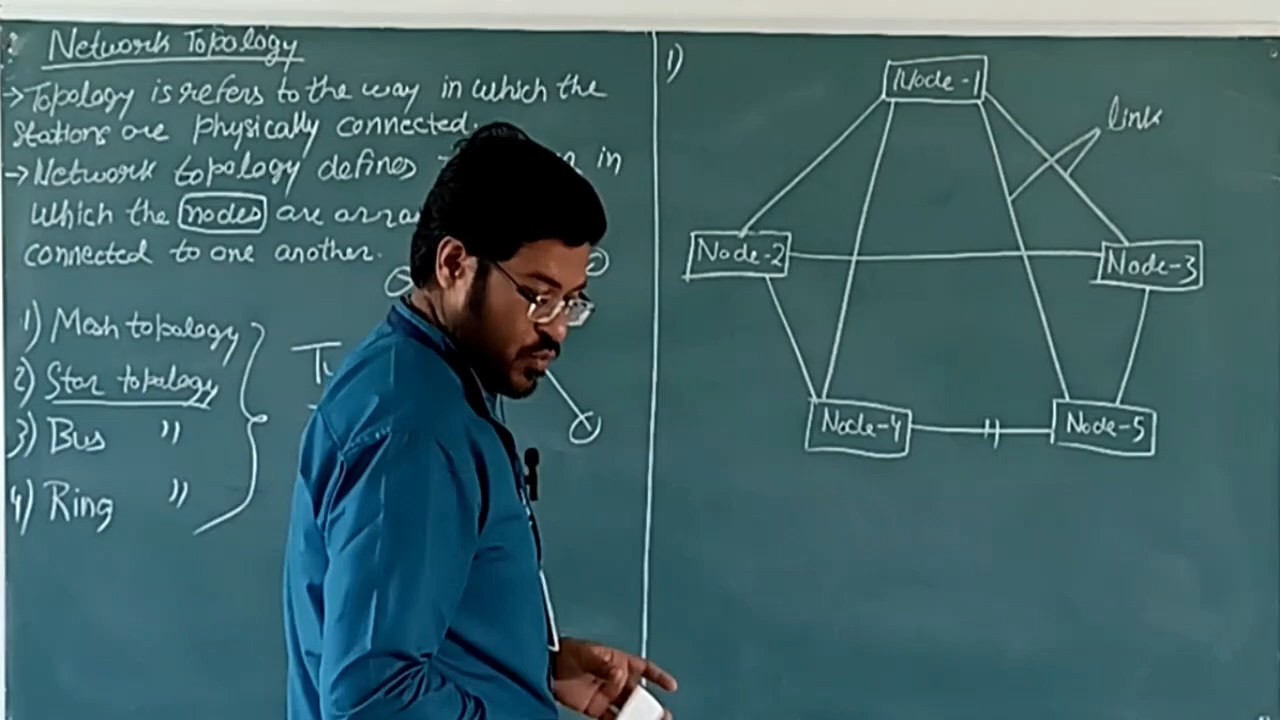 Network Topology
→ Topology is refers to the way in which the
stations are physically connected.
→ Network topology defines in
which the nodes are
connected to one another.
1) Mesh topology
2) Star topology
3) Bus "
4) Ring "
1)
Node-1
link
Node-2
Node-3
Node-4
Node-5